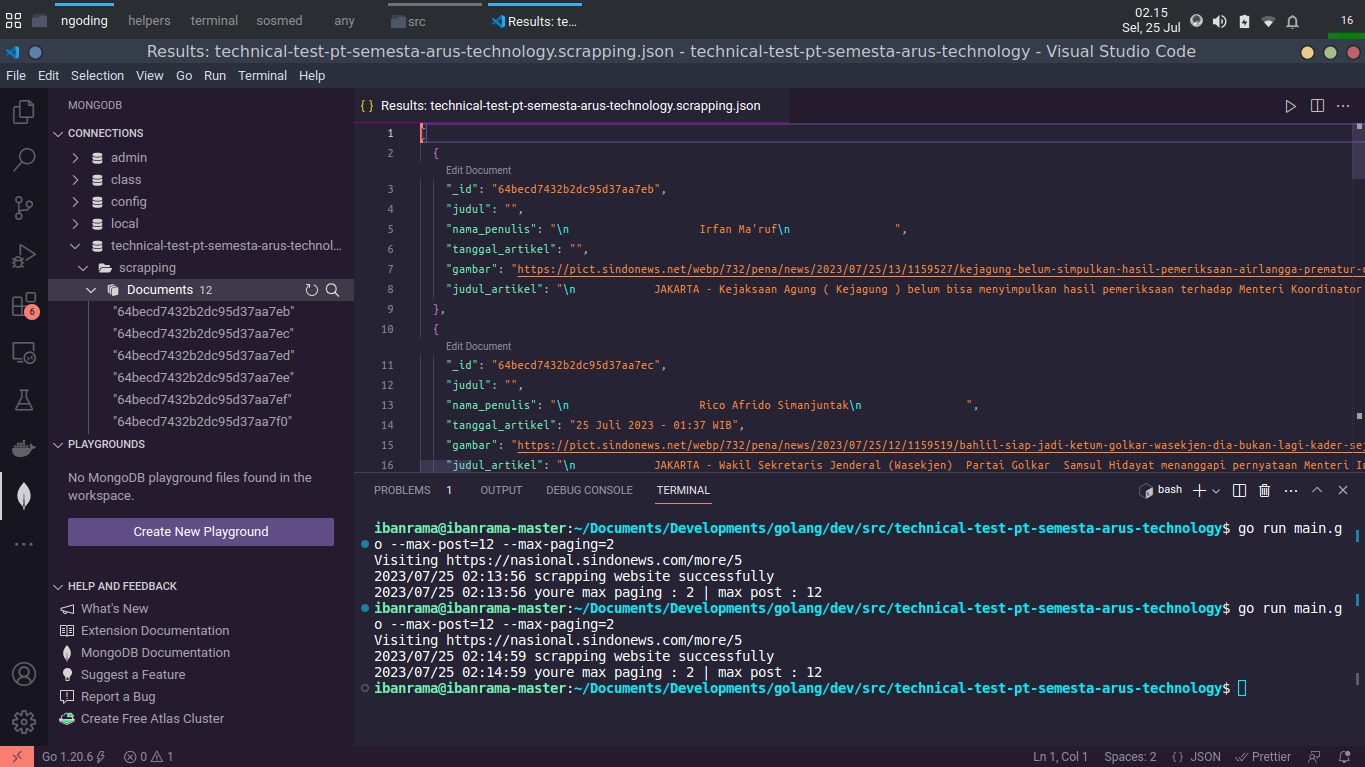 ngoding helpers terminal sosmed any src Results: te... 02.15 16
Sel, 25 Jul
Results: technical-test-pt-semesta-arus-technology.scrapping.json - technical-test-pt-semesta-arus-technology - Visual Studio Code
File Edit Selection View Go Run Terminal Help
MONGODB
CONNECTIONS
admin
class
config
local
technical-test-pt-semesta-arus-technol...
scrapping
Documents 12
"64becd7432b2dc95d37aa7eb"
"64becd7432b2dc95d37aa7ec"
"64becd7432b2dc95d37aa7ed"
"64becd7432b2dc95d37aa7ee"
"64becd7432b2dc95d37aa7ef"
"64becd7432b2dc95d37aa7f0"
PLAYGROUNDS
No MongoDB playground files found in the
workspace.
Create New Playground
HELP AND FEEDBACK
What's New
Extension Documentation
MongoDB Documentation
Suggest a Feature
Report a Bug
Create Free Atlas Cluster
6
{ } Results: technical-test-pt-semesta-arus-technology.scrapping.json
1 [
2 {
Edit Document
3 "_id": "64becd7432b2dc95d37aa7eb",
4 "judul": "",
5 "nama_penulis": "\n Irfan Ma'ruf\n ",
6 "tanggal_artikel": "",
7 "gambar": "https://pict.sindonews.net/webp/732/pena/news/2023/07/25/13/1159527/kejagung-belum-simpulkan-hasil-pemeriksaan-airlangga-prematur-u
8 "judul_artikel": "\n JAKARTA - Kejaksaan Agung ( Kejagung ) belum bisa menyimpulkan hasil pemeriksaan terhadap Menteri Koordinator
9 },
10 {
Edit Document
11 "_id": "64becd7432b2dc95d37aa7ec",
12 "judul": "",
13 "nama_penulis": "\n Rico Afrido Simanjuntak\n ",
14 "tanggal_artikel": "25 Juli 2023 - 01:37 WIB",
15 "gambar": "https://pict.sindonews.net/webp/732/pena/news/2023/07/25/12/1159519/bahlil-siap-jadi-ketum-golkar-wasekjen-dia-bukan-lagi-kader-se
16 "judul_artikel": "\n JAKARTA - Wakil Sekretaris Jenderal (Wasekjen) Partai Golkar Samsul Hidayat menanggapi pernyataan Menteri In
PROBLEMS 1 OUTPUT DEBUG CONSOLE TERMINAL bash
ibanrama@ibanrama-master:~/Documents/Developments/golang/dev/src/technical-test-pt-semesta-arus-technology$ go run main.g
o --max-post=12 --max-paging=2
Visiting https://nasional.sindonews.com/more/5
2023/07/25 02:13:56 scrapping website successfully
2023/07/25 02:13:56 youre max paging : 2 | max post : 12
ibanrama@ibanrama-master:~/Documents/Developments/golang/dev/src/technical-test-pt-semesta-arus-technology$ go run main.g
o --max-post=12 --max-paging=2
Visiting https://nasional.sindonews.com/more/5
2023/07/25 02:14:59 scrapping website successfully
2023/07/25 02:14:59 youre max paging : 2 | max post : 12
ibanrama@ibanrama-master:~/Documents/Developments/golang/dev/src/technical-test-pt-semesta-arus-technology$
Go 1.20.6 0 1 Ln 1, Col 1 Spaces: 2 { } JSON Prettier